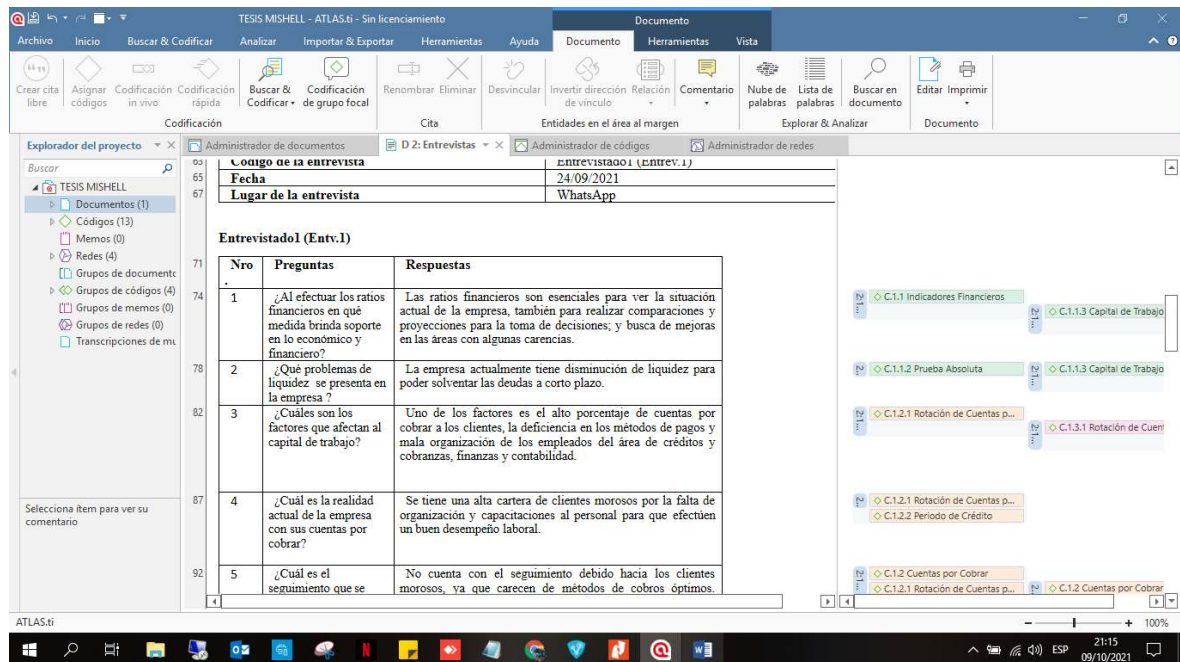 TESIS MISHELL - ATLAS.ti - Sin licenciamiento
Documento
Archivo Inicio Buscar & Codificar Analizar Importar & Exportar Herramientas Ayuda Documento Herramientas Vista
Crear cita libre
Asignar códigos
Codificación in vivo
Codificación rápida
Buscar & Codificar
Codificación de grupo focal
Renombrar
Eliminar
Desvincular
Invertir dirección de vínculo
Relación
Comentario
Nube de palabras
Lista de palabras
Buscar en documento
Editar
Imprimir
Codificación
Cita
Entidades en el área al margen
Explorar & Analizar
Documento
Explorador del proyecto
Administrador de documentos
D 2: Entrevistas
Administrador de códigos
Administrador de redes
Buscar
TESIS MISHELL
Documentos (1)
Códigos (13)
Memos (0)
Redes (4)
Grupos de documentc
Grupos de códigos (4)
Grupos de memos (0)
Grupos de redes (0)
Transcripciones de mu
Selecciona ítem para ver su
comentario
63 Código de la entrevista Entrevistado1 (Entrev.1)
65 Fecha 24/09/2021
67 Lugar de la entrevista WhatsApp
Entrevistado1 (Entv.1)
71 Nro. Preguntas Respuestas
74 1
¿Al efectuar los ratios
financieros en qué
medida brinda soporte
en lo económico y
financiero?
Las ratios financieros son esenciales para ver la situación
actual de la empresa, también para realizar comparaciones y
proyecciones para la toma de decisiones; y busca de mejoras
en las áreas con algunas carencias.
78 2
¿Qué problemas de
liquidez se presenta en
la empresa ?
La empresa actualmente tiene disminución de liquidez para
poder solventar las deudas a corto plazo.
82 3
¿Cuáles son los
factores que afectan al
capital de trabajo?
Uno de los factores es el alto porcentaje de cuentas por
cobrar a los clientes, la deficiencia en los métodos de pagos y
mala organización de los empleados del área de créditos y
cobranzas, finanzas y contabilidad.
87 4
¿Cuál es la realidad
actual de la empresa
con sus cuentas por
cobrar?
Se tiene una alta cartera de clientes morosos por la falta de
organización y capacitaciones al personal para que efectúen
un buen desempeño laboral.
92 5
¿Cuál es el
seguimiento que se
No cuenta con el seguimiento debido hacia los clientes
morosos, ya que carecen de métodos de cobros óptimos.
C.1.1 Indicadores Financieros
C.1.1.3 Capital de Trabajo
C.1.1.2 Prueba Absoluta
C.1.1.3 Capital de Trabajo
C.1.2.1 Rotación de Cuentas p...
C.1.3.1 Rotación de Cuen
C.1.2.1 Rotación de Cuentas p...
C.1.2.2 Periodo de Crédito
C.1.2 Cuentas por Cobrar
C.1.2.1 Rotación de Cuentas p...
C.1.2 Cuentas por Cobrar
ATLAS.ti
100%
ESP
21:15
09/10/2021